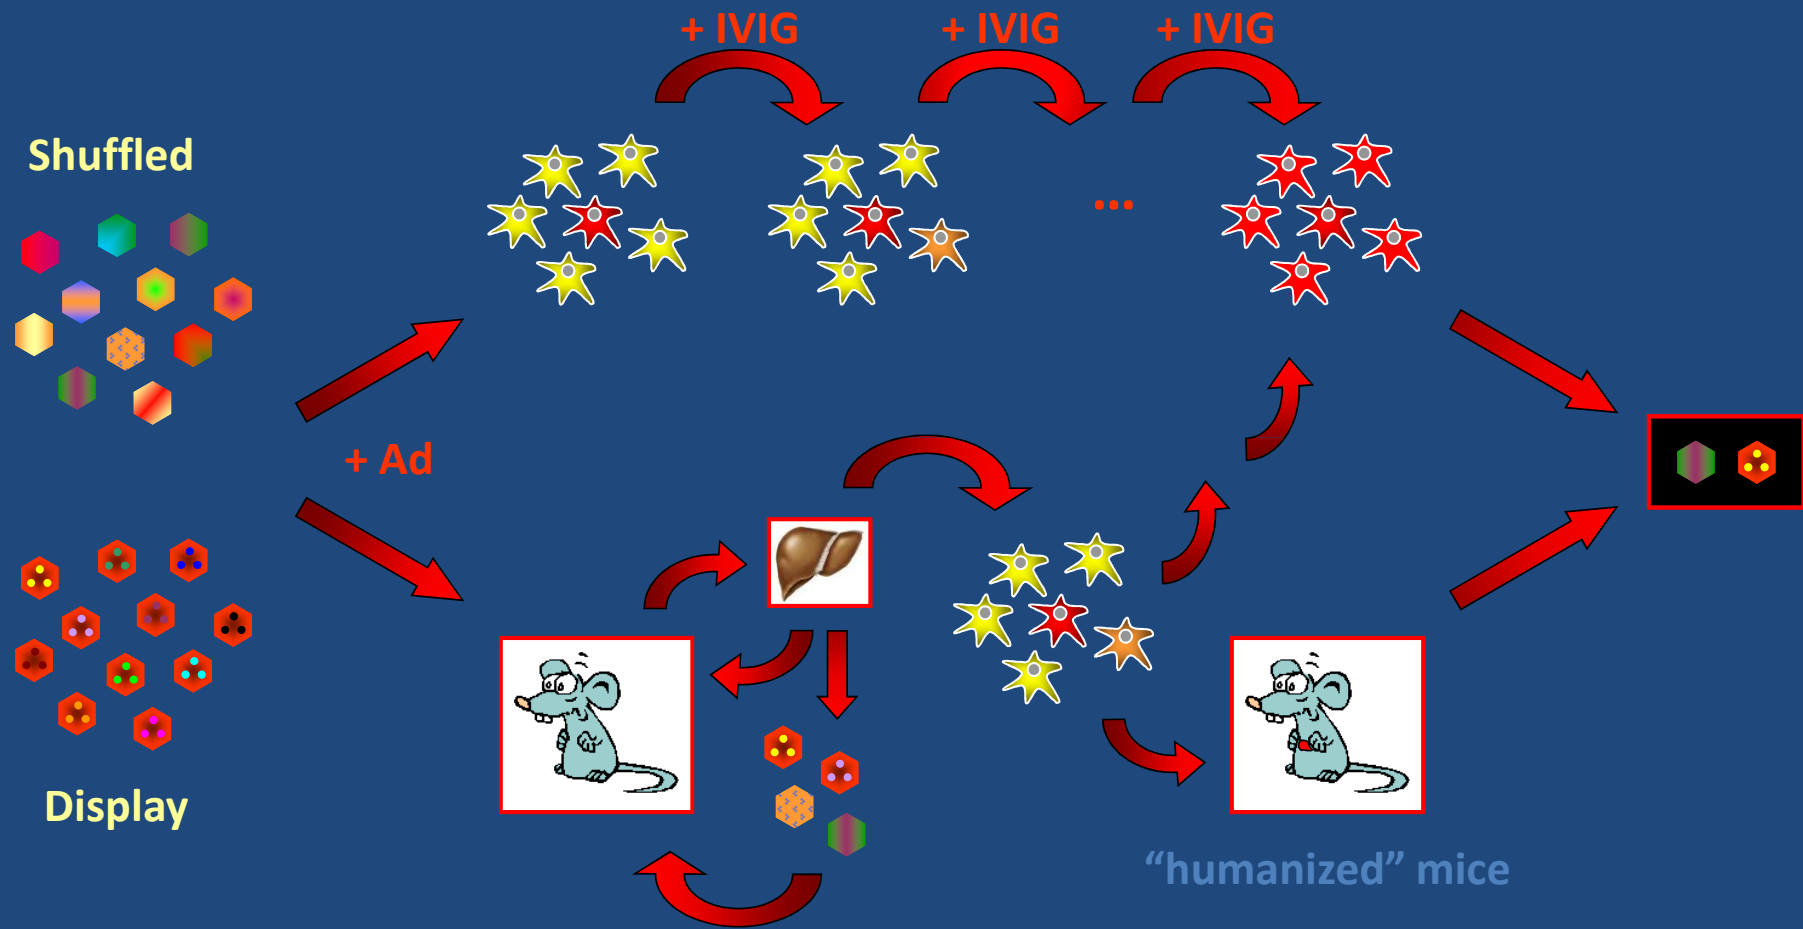 + IVIG
+ IVIG
+ IVIG
Shuffled
...
+ Ad
Display
“humanized” mice